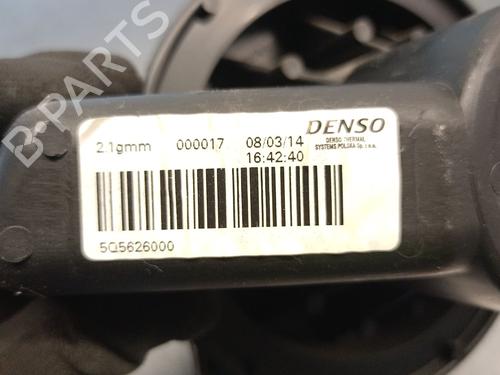 B-PARTS
2.1gmm 000017 08/03/14 DENSO
16:42:40 DENSO THERMAL
SYSTEMS POLSKA Sp. z o.o.
5Q5626000